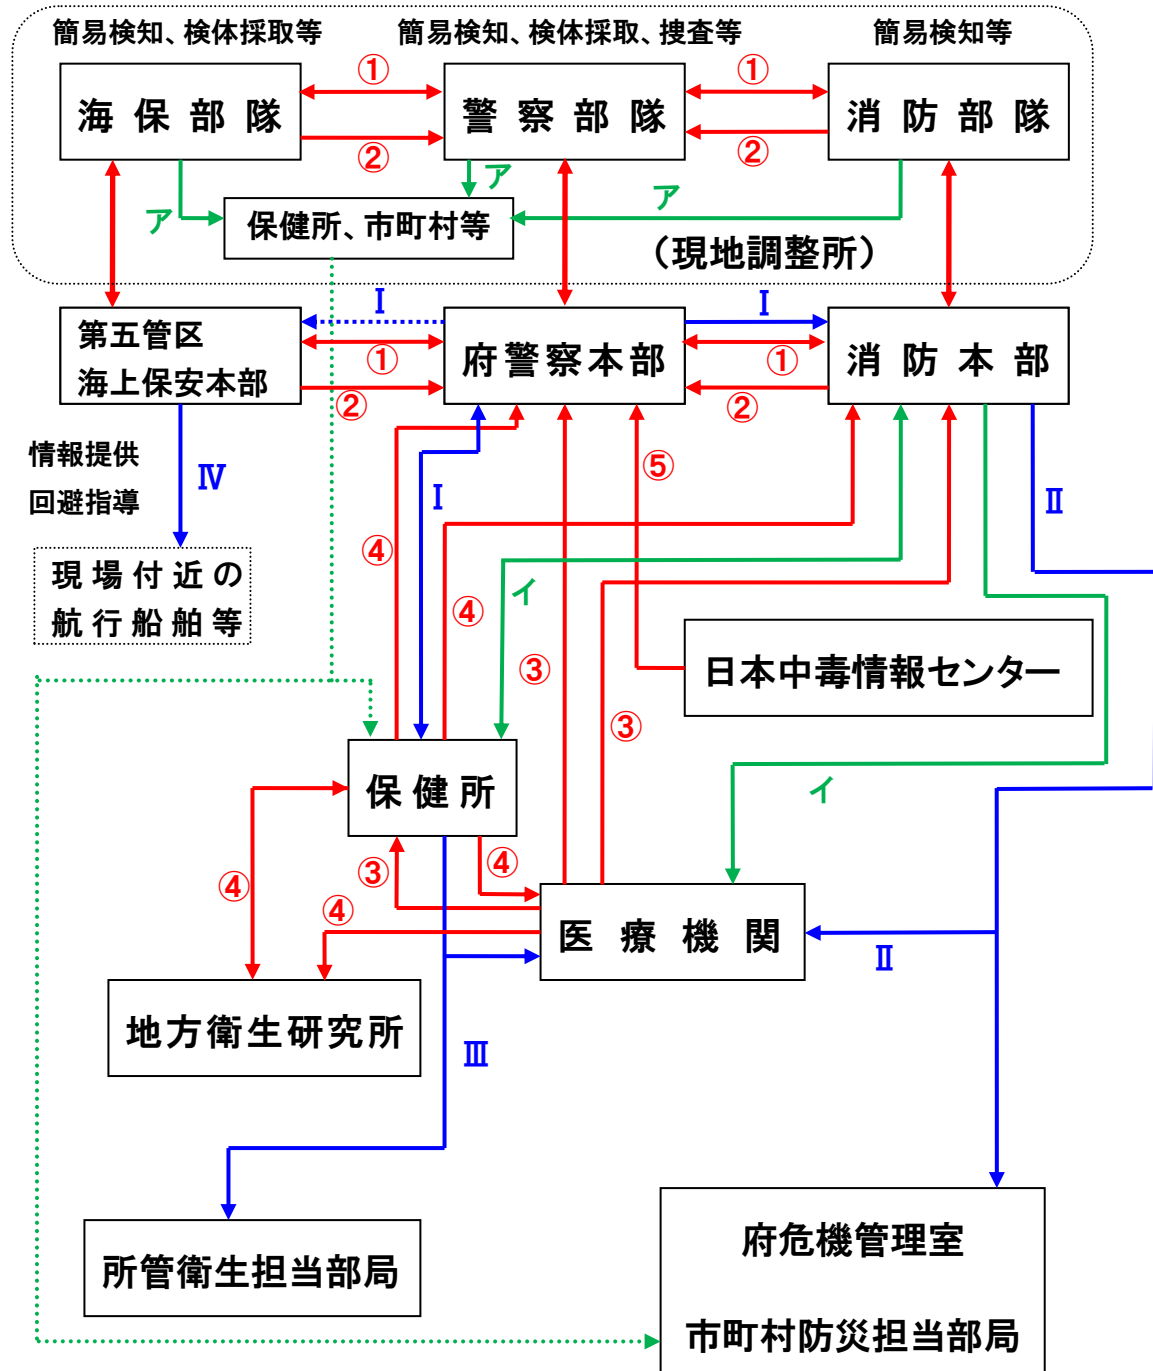 簡易検知、検体採取等
簡易検知、検体採取、捜査等
簡易検知等
①
①
海保部隊
警察部隊
消防部隊
②
②
ア
ア
ア
保健所、市町村等
（現地調整所）
Ⅰ
Ⅰ
第五管区
海上保安本部
府警察本部
消防本部
①
①
②
②
情報提供
回避指導
Ⅳ
Ⅰ
⑤
Ⅱ
現場付近の
航行船舶等
④
④
イ
③
日本中毒情報センター
③
保健所
イ
③
④
④
④
医療機関
Ⅱ
地方衛生研究所
Ⅲ
所管衛生担当部局
府危機管理室
市町村防災担当部局